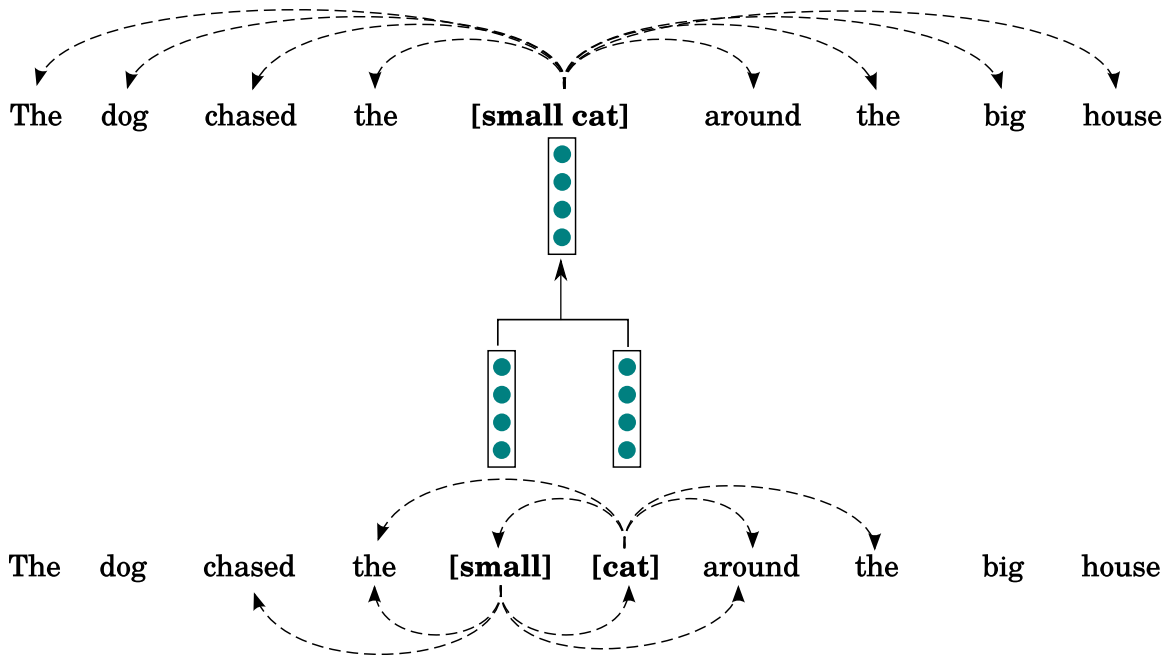 The dog chased the [small cat] around the big house
The dog chased the [small] [cat] around the big house